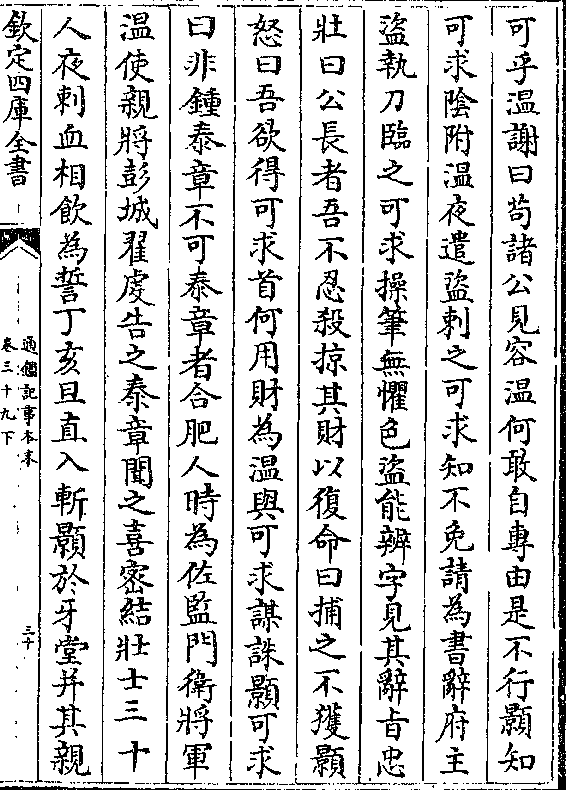 可乎温謝曰苟諸公見容温何敢自專由是不行顥知
可求陰附温夜遣盜刺之可求知不免請為書辭府主
盜執刀臨之可求操筆無懼色盜能辨字見其辭旨忠
壯曰公長者吾不忍殺掠其財以復命曰捕之不獲顥
怒曰吾欲得可求首何用財為温與可求謀誅顥可求
曰非鍾泰章不可泰章者合肥人時為佐監門衛將軍
温使親將彭城翟虔告之泰章聞之喜密結壯士三十
人夜刺血相飲為誓丁亥旦直入斬顥於牙堂并其親
欽定四庫全書
通鑑記事本末
卷三十九下
三十